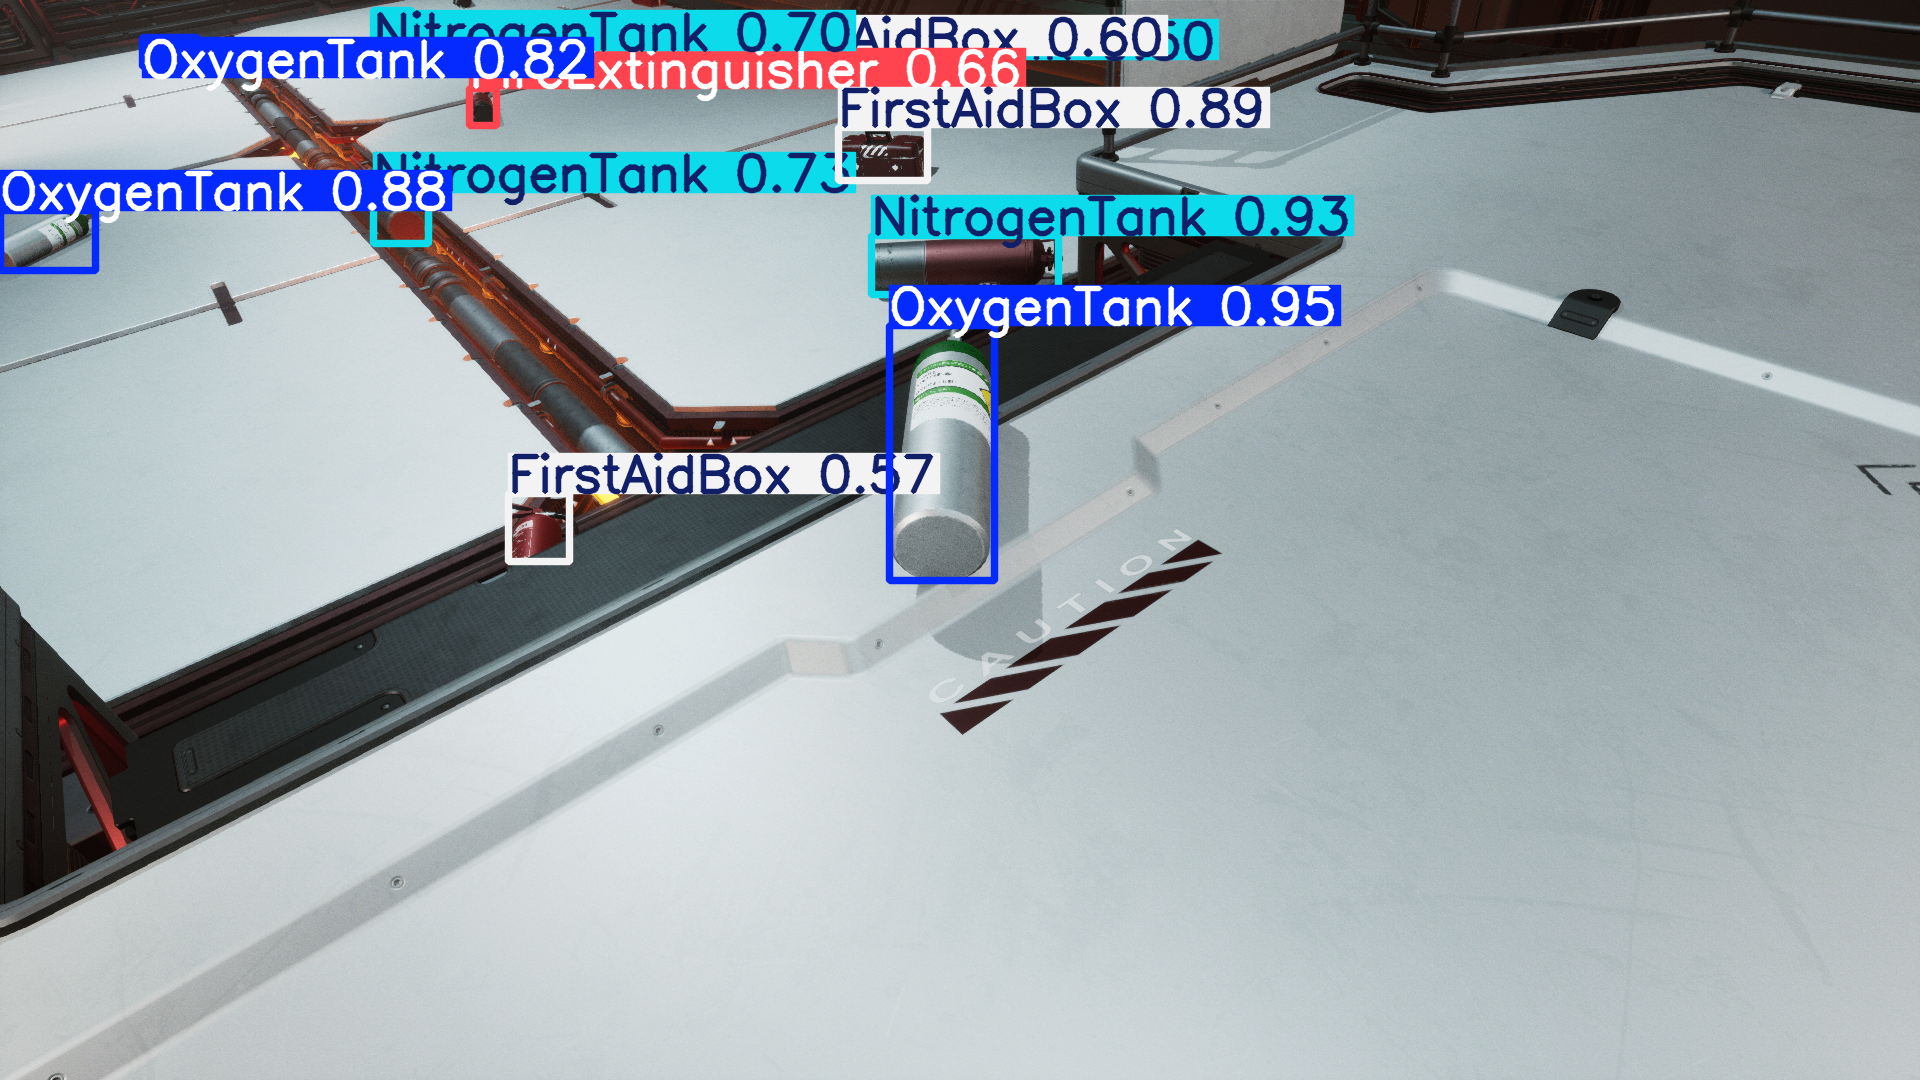 NitrogenTank 0.70
AidBox 0.60
OxygenTank 0.82
xtinguisher 0.66
FirstAidBox 0.89
NitrogenTank 0.73
OxygenTank 0.88
NitrogenTank 0.93
OxygenTank 0.95
FirstAidBox 0.57
CAUTION